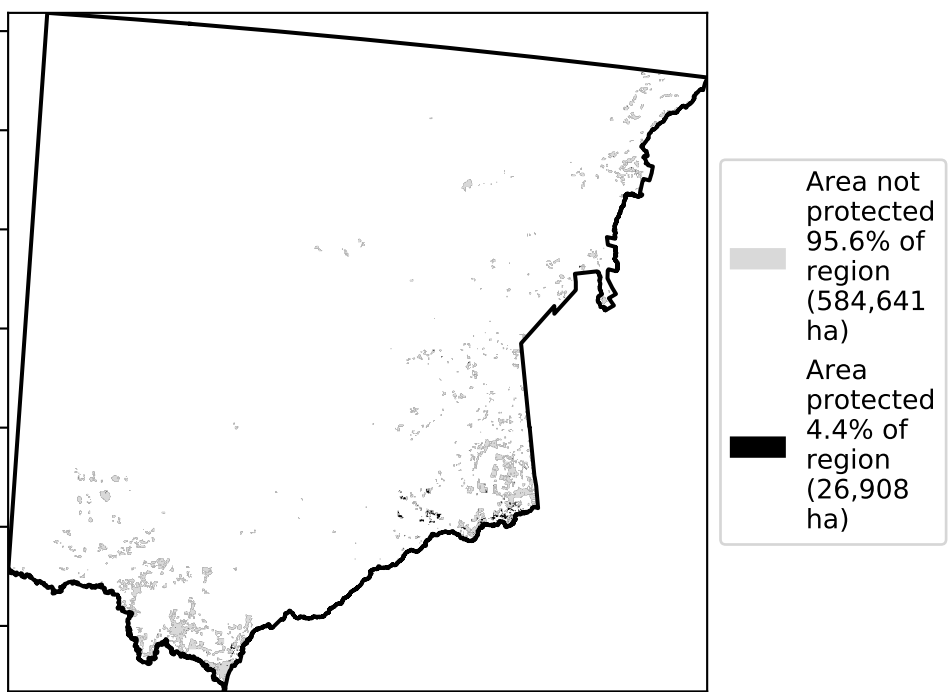 Area not
protected
95.6% of
region
(584,641
ha)
Area
protected
4.4% of
region
(26,908
ha)